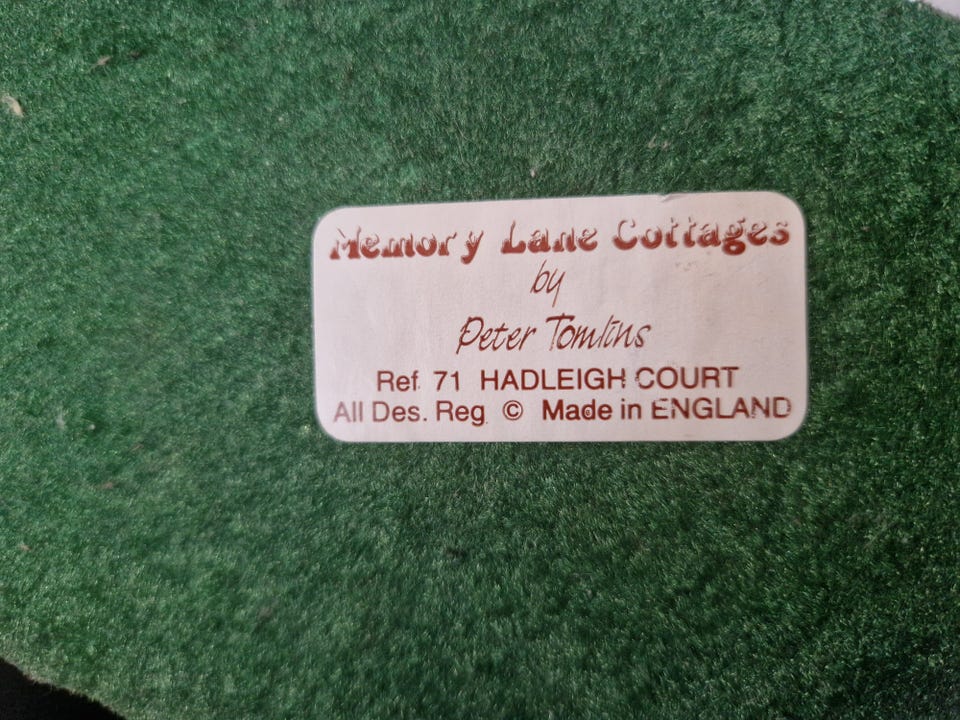 Memory Lane Cottages
by
Peter Tomlins
Ref. 71 HADLEIGH COURT
All Des. Reg. © Made in ENGLAND